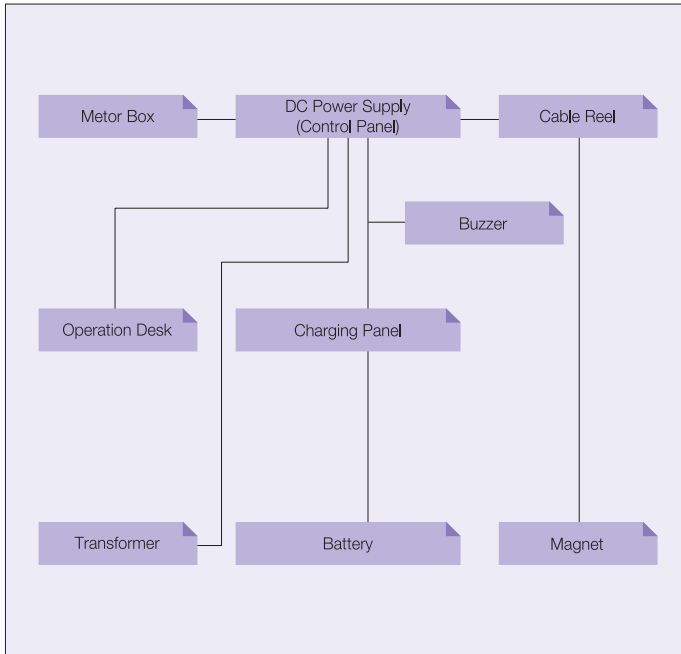 Metor Box
DC Power Supply
(Control Panel)
Cable Reel
Buzzer
Operation Desk
Charging Panel
Transformer
Battery
Magnet